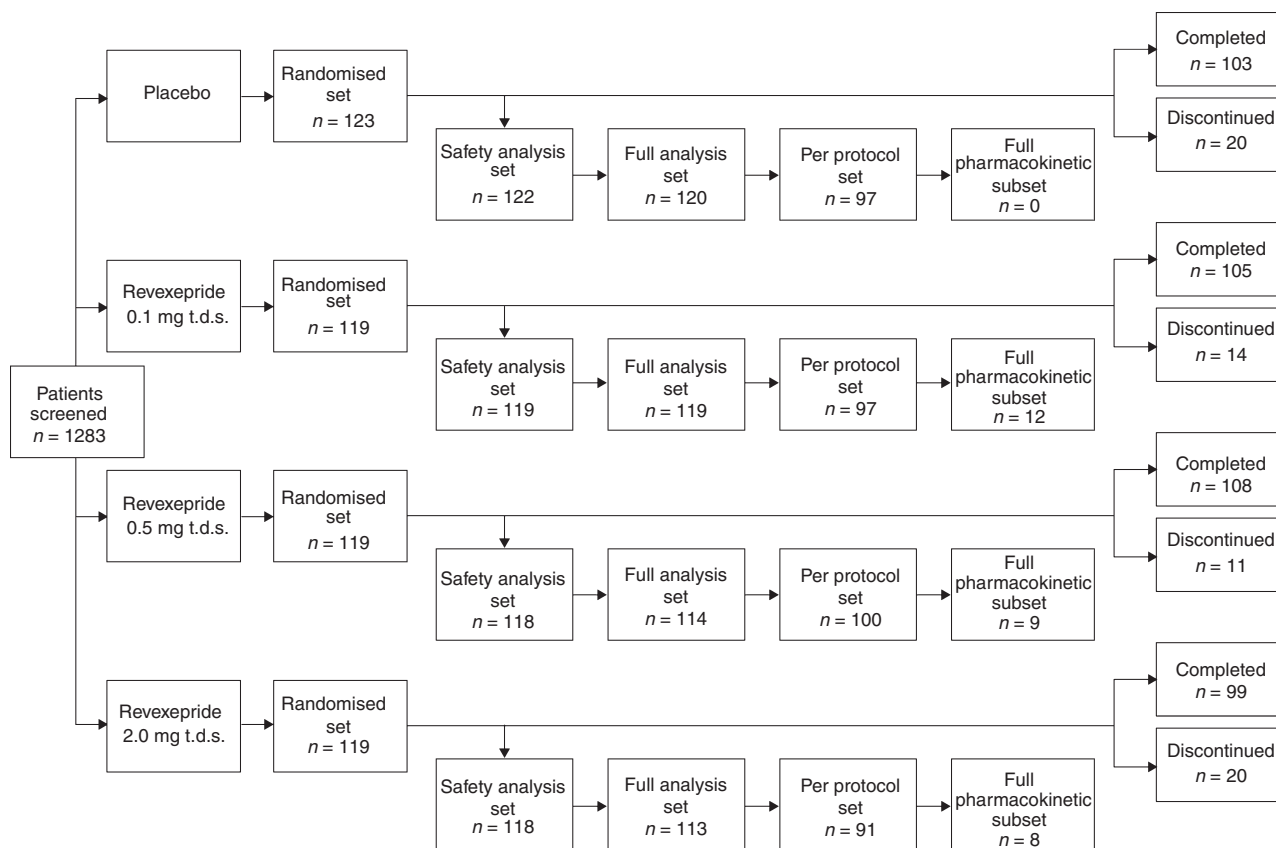 Patients
screened
n = 1283
Placebo
Randomised
set
n = 123
Safety analysis
set
n = 122
Full analysis
set
n = 120
Per protocol
set
n = 97
Full
pharmacokinetic
subset
n = 0
Completed
n = 103
Discontinued
n = 20
Revexepride
0.1 mg t.d.s.
Randomised
set
n = 119
Safety analysis
set
n = 119
Full analysis
set
n = 119
Per protocol
set
n = 97
Full
pharmacokinetic
subset
n = 12
Completed
n = 105
Discontinued
n = 14
Revexepride
0.5 mg t.d.s.
Randomised
set
n = 119
Safety analysis
set
n = 118
Full analysis
set
n = 114
Per protocol
set
n = 100
Full
pharmacokinetic
subset
n = 9
Completed
n = 108
Discontinued
n = 11
Revexepride
2.0 mg t.d.s.
Randomised
set
n = 119
Safety analysis
set
n = 118
Full analysis
set
n = 113
Per protocol
set
n = 91
Full
pharmacokinetic
subset
n = 8
Completed
n = 99
Discontinued
n = 20